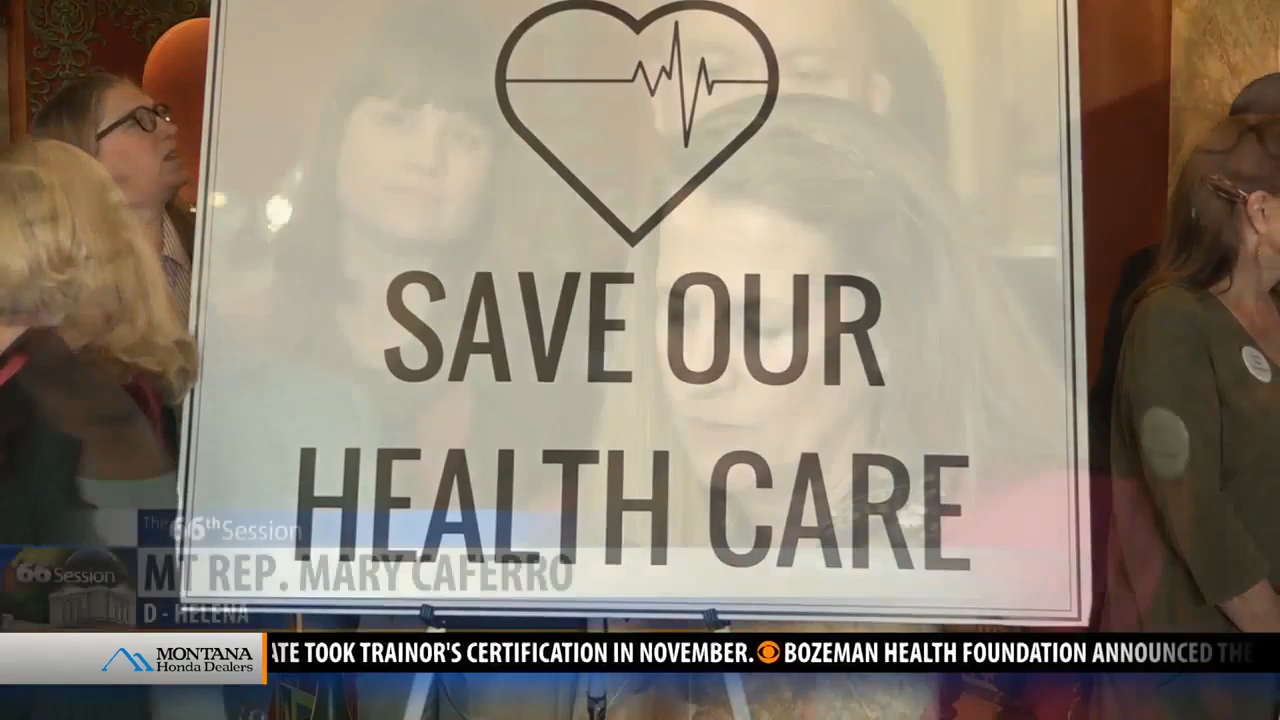 SAVE OUR
HEALTH CARE
The 66th Session
66 Session
MT REP. MARY CAFERRO
D - HELENA
MONTANA
Honda Dealers
ATE TOOK TRAINOR'S CERTIFICATION IN NOVEMBER. BOZEMAN HEALTH FOUNDATION ANNOUNCED THE